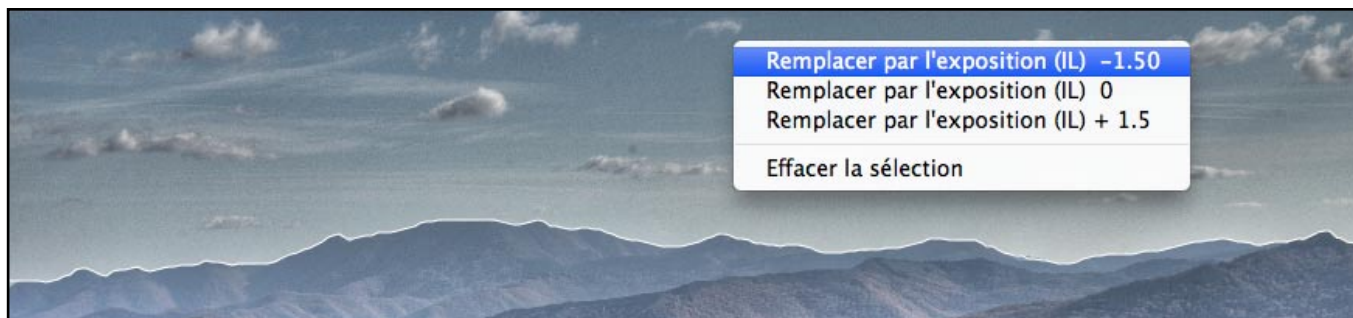 Remplacer par l'exposition (IL) -1.50
Remplacer par l'exposition (IL) 0
Remplacer par l'exposition (IL) + 1.5
Effacer la sélection